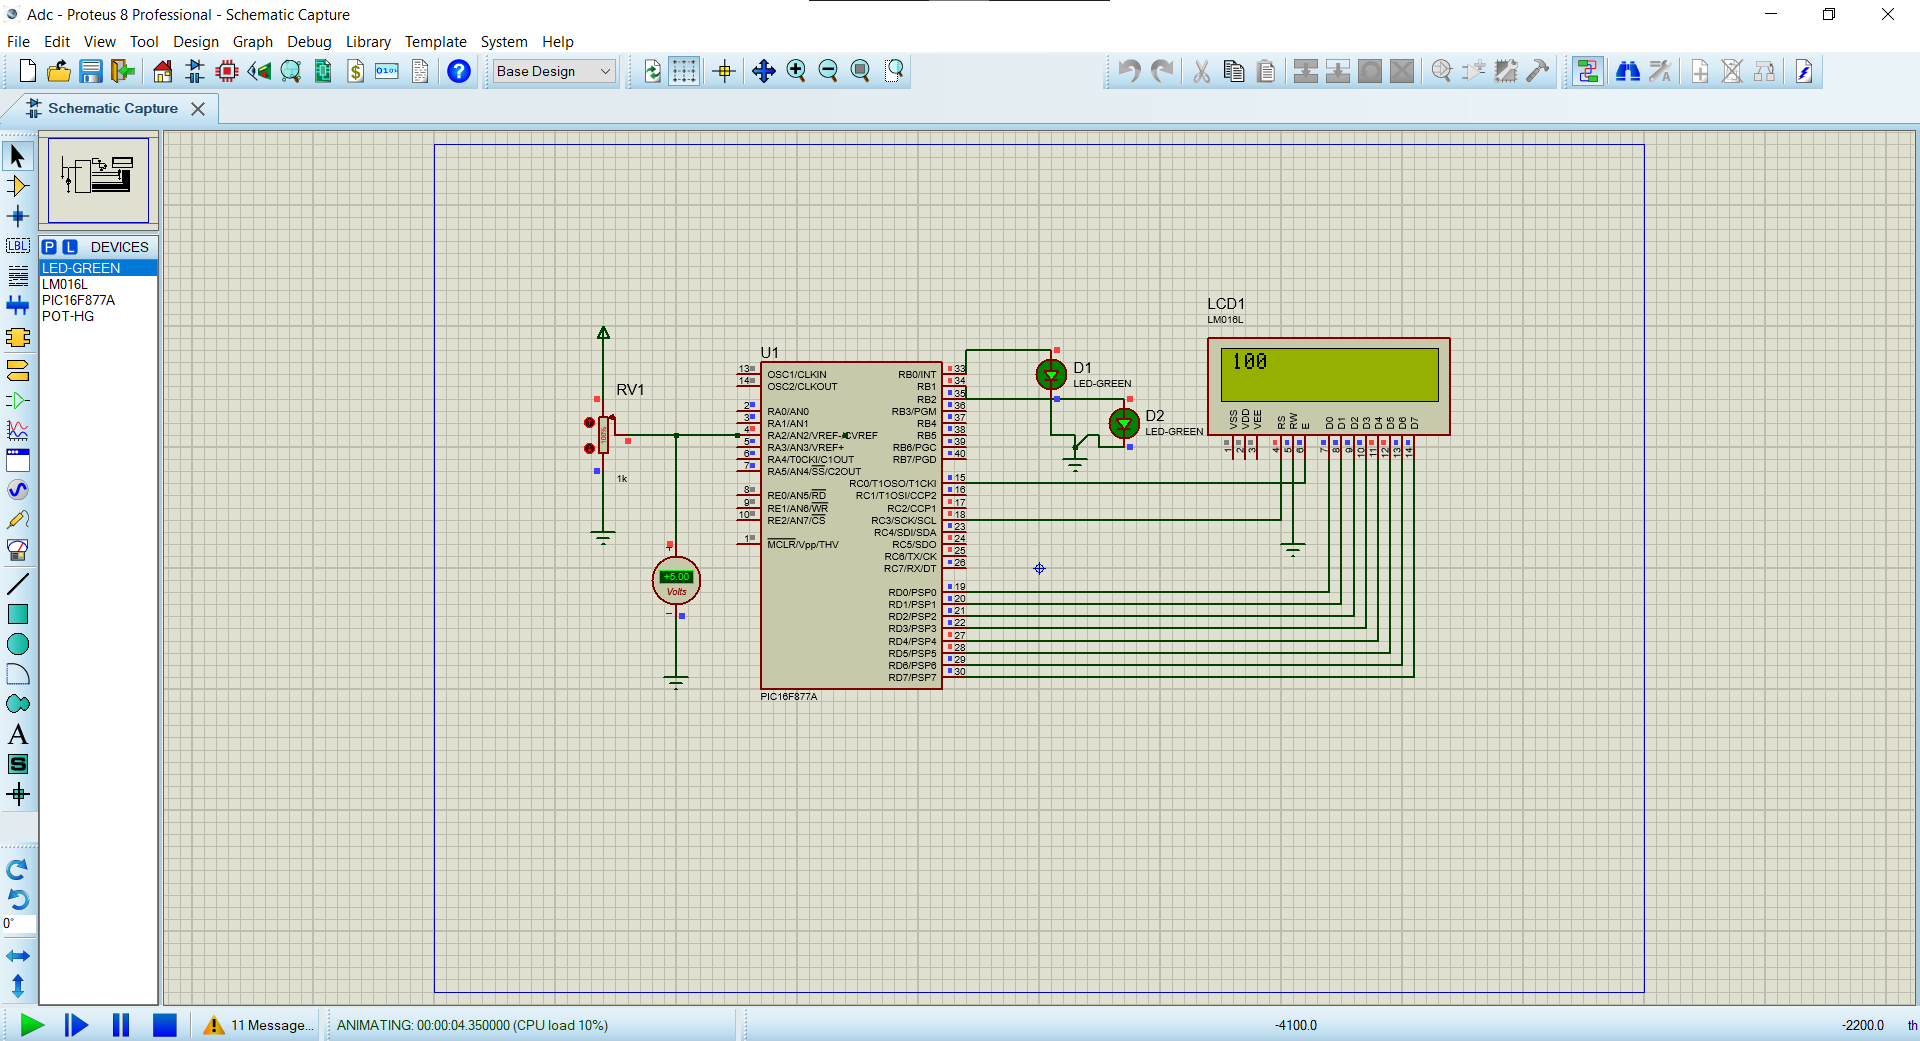 Adc - Proteus 8 Professional - Schematic Capture
File Edit View Tool Design Graph Debug Library Template System Help
Base Design
Schematic Capture
LBL
P L DEVICES
LED-GREEN
LM016L
PIC16F877A
POT-HG
A
S
0°
RV1
1k
+5.00
Volts
U1
13 OSC1/CLKIN
14 OSC2/CLKOUT
2 RA0/AN0
3 RA1/AN1
4 RA2/AN2/VREF-/CVREF
5 RA3/AN3/VREF+
6 RA4/T0CKI/C1OUT
7 RA5/AN4/SS/C2OUT
8 RE0/AN5/RD
9 RE1/AN6/WR
10 RE2/AN7/CS
1 MCLR/Vpp/THV
RB0/INT 33
RB1 34
RB2 35
RB3/PGM 36
RB4 37
RB5 38
RB6/PGC 39
RB7/PGD 40
RC0/T1OSO/T1CKI 15
RC1/T1OSI/CCP2 16
RC2/CCP1 17
RC3/SCK/SCL 18
RC4/SDI/SDA 23
RC5/SDO 24
RC6/TX/CK 25
RC7/RX/DT 26
RD0/PSP0 19
RD1/PSP1 20
RD2/PSP2 21
RD3/PSP3 22
RD4/PSP4 27
RD5/PSP5 28
RD6/PSP6 29
RD7/PSP7 30
PIC16F877A
D1
LED-GREEN
D2
LED-GREEN
LCD1
LM016L
100
VSS VDD VEE RS RW E D0 D1 D2 D3 D4 D5 D6 D7
1 2 3 4 5 6 7 8 9 10 11 12 13 14
11 Message...
ANIMATING: 00:00:04.350000 (CPU load 10%)
-4100.0
-2200.0
th